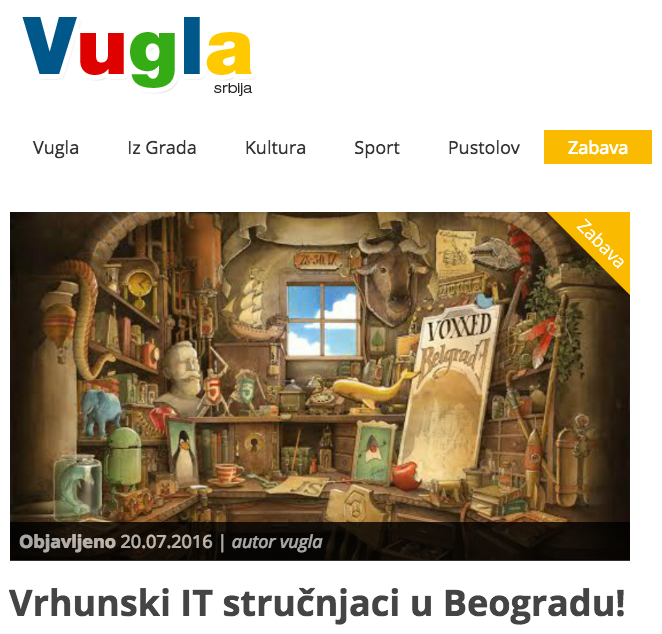 Vugla
srbija
Vugla Iz Grada Kultura Sport Pustolov Zabava
Zabava
VOXXED
Belgrad
Objavljeno 20.07.2016 | autor vugla
Vrhunski IT stručnjaci u Beogradu!